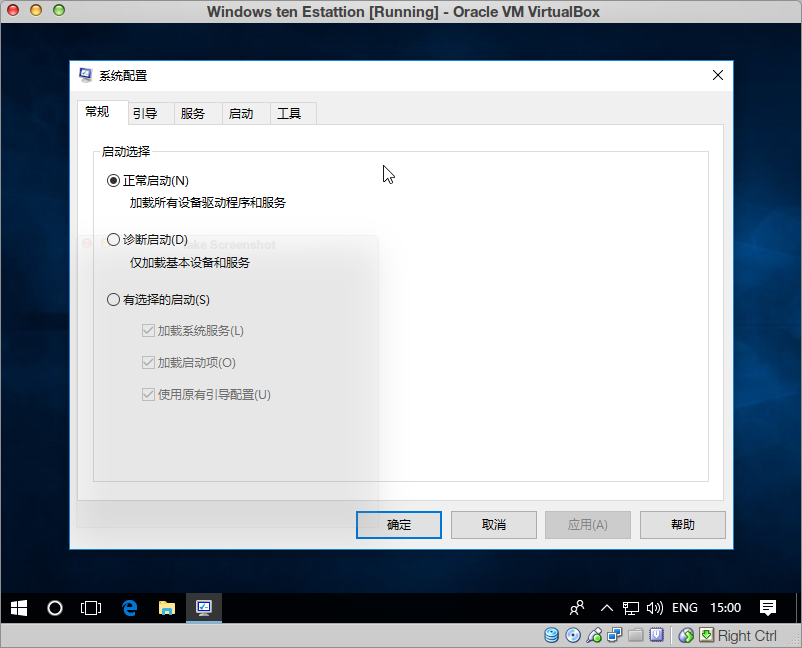 Windows ten Estattion [Running] - Oracle VM VirtualBox
系统配置
常规 引导 服务 启动 工具
启动选择
正常启动(N)
加载所有设备驱动程序和服务
诊断启动(D)
ake Screenshot
仅加载基本设备和服务
有选择的启动(S)
加载系统服务(L)
加载启动项(O)
使用原有引导配置(U)
确定 取消 应用(A) 帮助
ENG 15:00
Right Ctrl